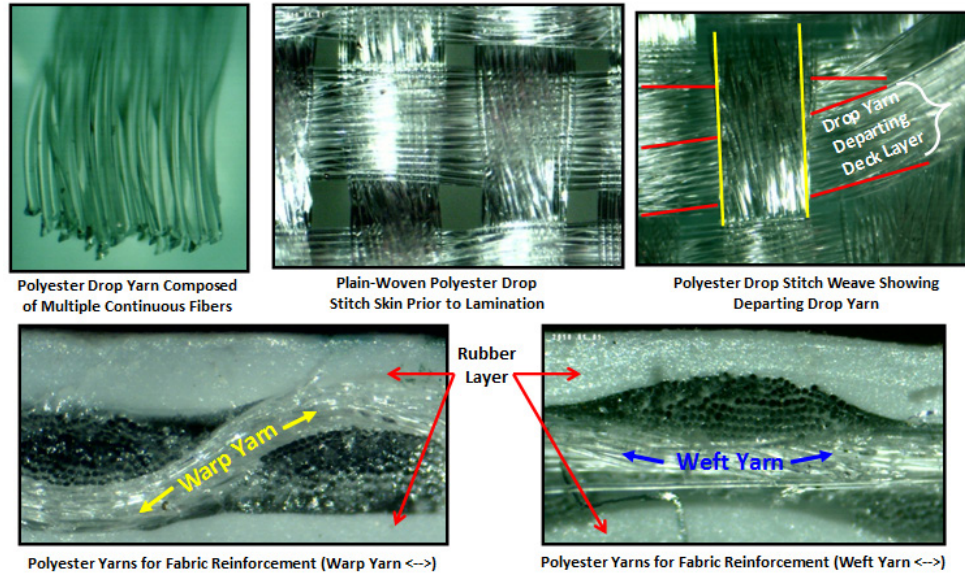 Drop Yarn
Departing
Deck Layer
Polyester Drop Yarn Composed
of Multiple Continuous Fibers
Plain-Woven Polyester Drop
Stitch Skin Prior to Lamination
Polyester Drop Stitch Weave Showing
Departing Drop Yarn
Rubber
Layer
Warp Yarn
Weft Yarn
Polyester Yarns for Fabric Reinforcement (Warp Yarn <-->)
Polyester Yarns for Fabric Reinforcement (Weft Yarn <-->)